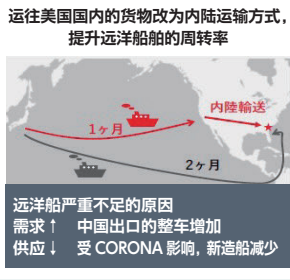 运往美国国内的货物改为内陆运输方式，
提升远洋船舶的周转率
内陸輸送
1ヶ月
2ヶ月
远洋船严重不足的原因
需求↑ 中国出口的整车增加
供应↓ 受 CORONA 影响，新造船减少